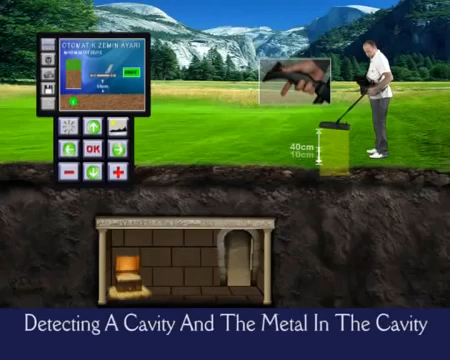 OTOMATİK ZEMİN AYARI
OK
40cm
10cm
Detecting A Cavity And The Metal In The Cavity